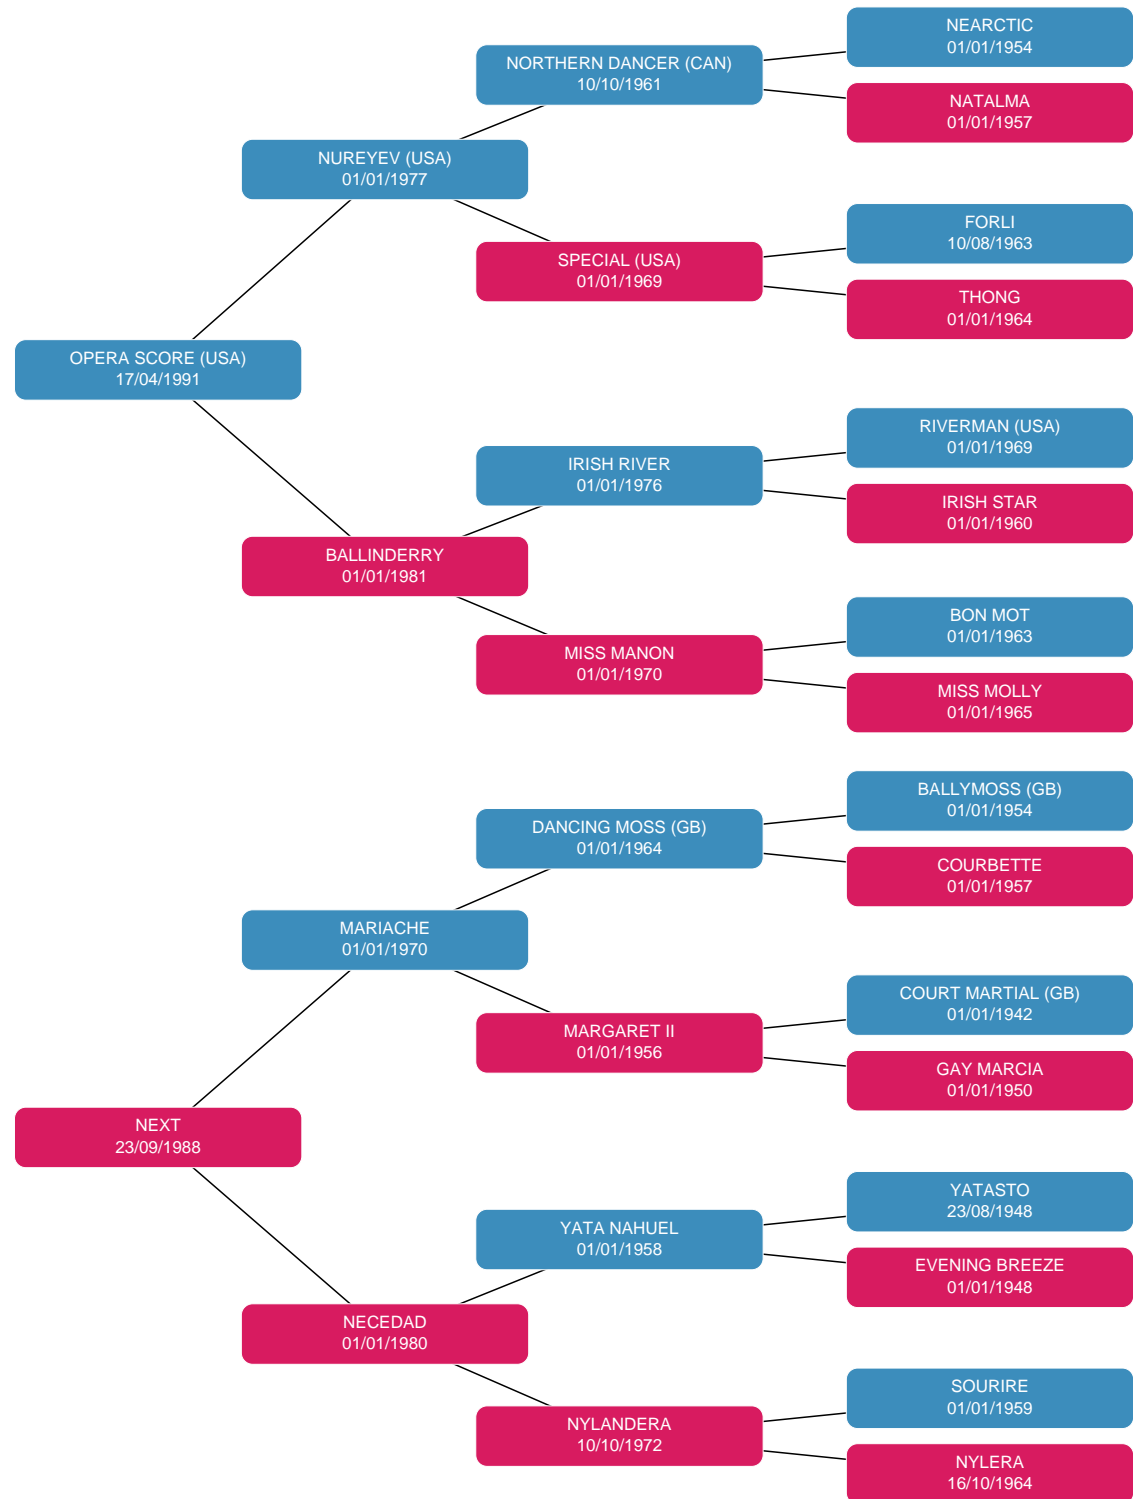 NEARCTIC
01/01/1954
NORTHERN DANCER (CAN)
10/10/1961
NATALMA
01/01/1957
NUREYEV (USA)
01/01/1977
FORLI
10/08/1963
SPECIAL (USA)
01/01/1969
THONG
01/01/1964
OPERA SCORE (USA)
17/04/1991
RIVERMAN (USA)
01/01/1969
IRISH RIVER
01/01/1976
IRISH STAR
01/01/1960
BALLINDERRY
01/01/1981
BON MOT
01/01/1963
MISS MANON
01/01/1970
MISS MOLLY
01/01/1965
BALLYMOSS (GB)
01/01/1954
DANCING MOSS (GB)
01/01/1964
COURBETTE
01/01/1957
MARIACHE
01/01/1970
COURT MARTIAL (GB)
01/01/1942
MARGARET II
01/01/1956
GAY MARCIA
01/01/1950
NEXT
23/09/1988
YATASTO
23/08/1948
YATA NAHUEL
01/01/1958
EVENING BREEZE
01/01/1948
NECEDAD
01/01/1980
SOURIRE
01/01/1959
NYLANDERA
10/10/1972
NYLERA
16/10/1964